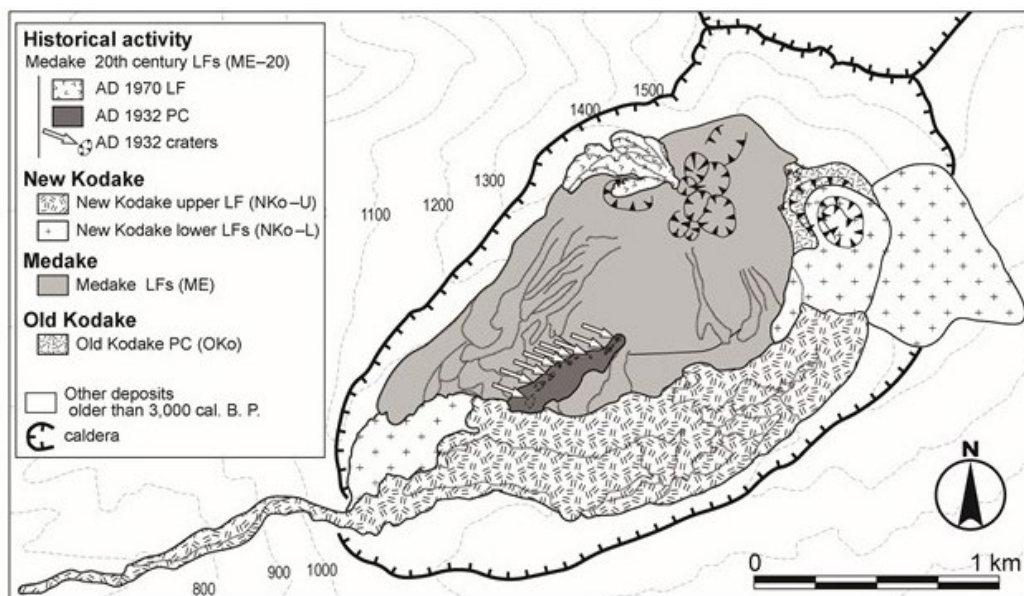 Historical activity
Medake 20th century LFs (ME–20)
AD 1970 LF
AD 1932 PC
AD 1932 craters
New Kodake
New Kodake upper LF (NKo–U)
New Kodake lower LFs (NKo–L)
Medake
Medake LFs (ME)
Old Kodake
Old Kodake PC (OKo)
Other deposits
older than 3,000 cal. B. P.
caldera
1500
1400
1300
1200
1100
1000
900
800
N
0 1 km